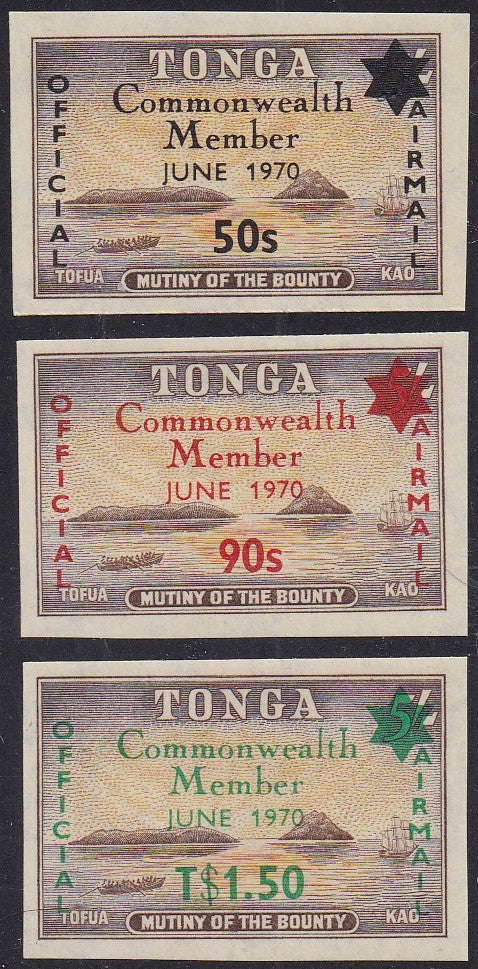 TONGA 5/-
Commonwealth
Member
JUNE 1970
OFFICIAL
AIRMAIL
50s
TOFUA
MUTINY OF THE BOUNTY
KAO
TONGA 5/-
Commonwealth
Member
JUNE 1970
OFFICIAL
AIRMAIL
90s
TOFUA
MUTINY OF THE BOUNTY
KAO
TONGA 5/-
Commonwealth
Member
JUNE 1970
OFFICIAL
AIRMAIL
T$1.50
TOFUA
MUTINY OF THE BOUNTY
KAO